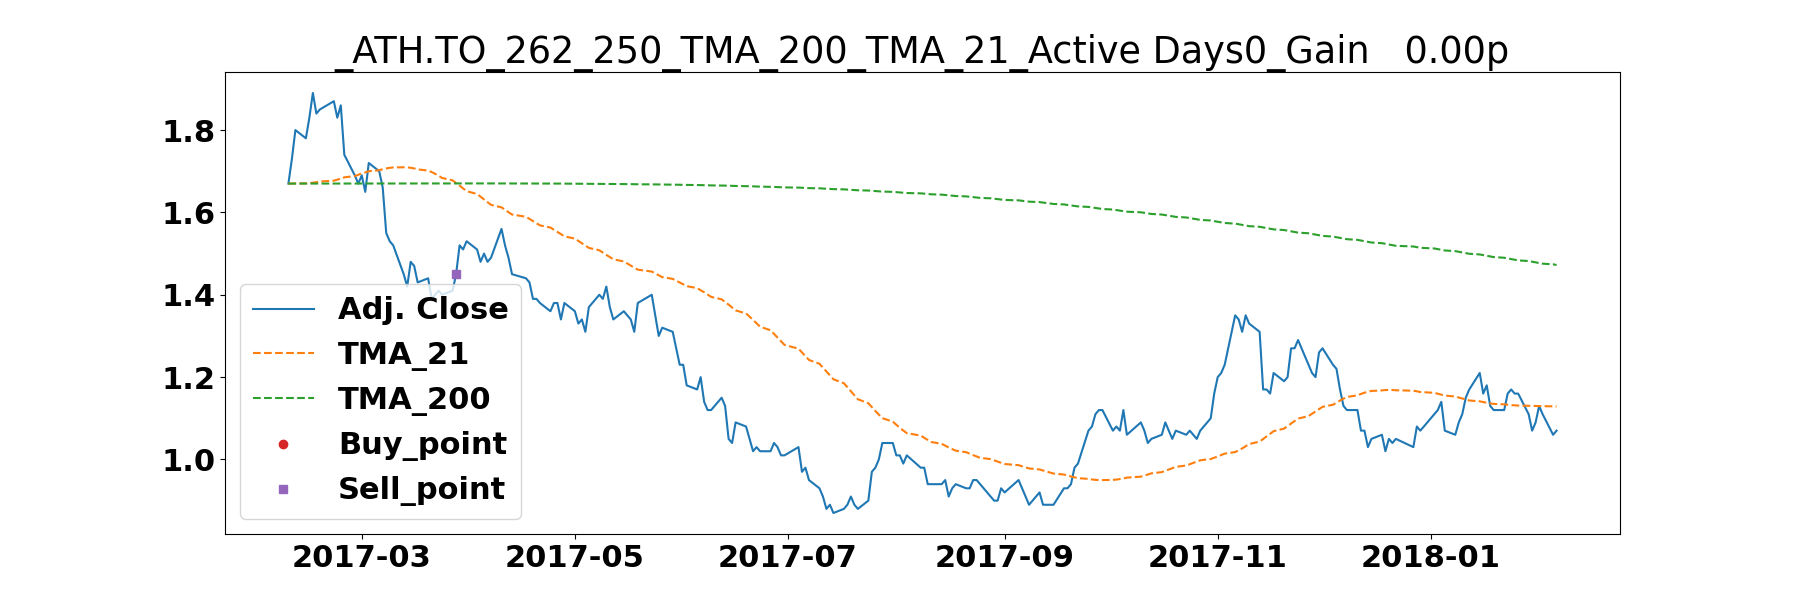 _ATH.TO_262_250_TMA_200_TMA_21_Active Days0_Gain   0.00p
1.8
1.6
1.4
1.2
1.0
Adj. Close
TMA_21
TMA_200
Buy_point
Sell_point
2017-03 2017-05 2017-07 2017-09 2017-11 2018-01